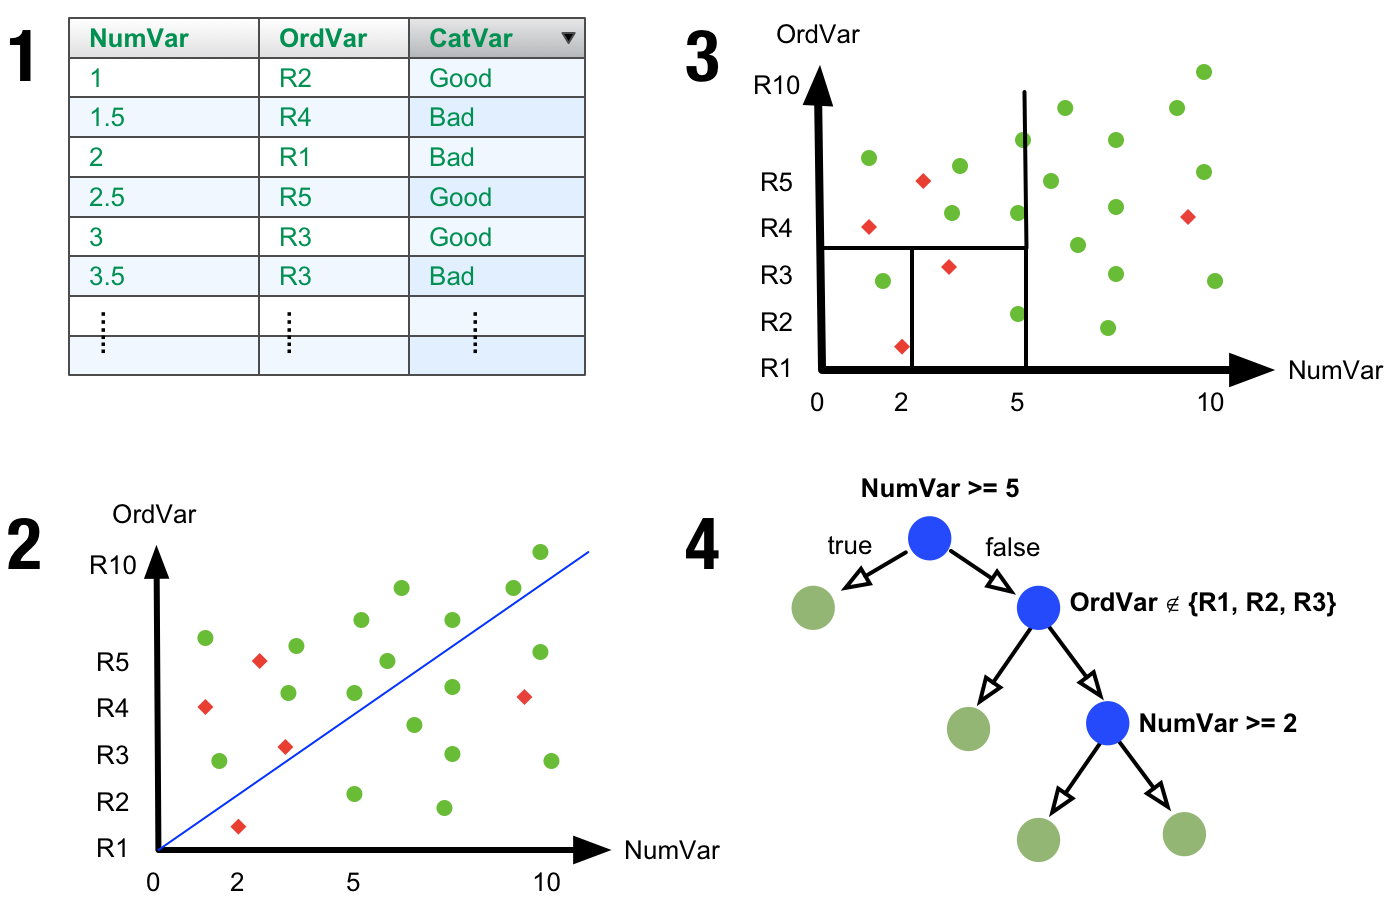 1
NumVar OrdVar CatVar
1 R2 Good
1.5 R4 Bad
2 R1 Bad
2.5 R5 Good
3 R3 Good
3.5 R3 Bad
2
OrdVar
R10
R5
R4
R3
R2
R1
NumVar
0 2 5 10
3
OrdVar
R10
R5
R4
R3
R2
R1
NumVar
0 2 5 10
4
NumVar >= 5
true false
OrdVar ∉ {R1, R2, R3}
NumVar >= 2